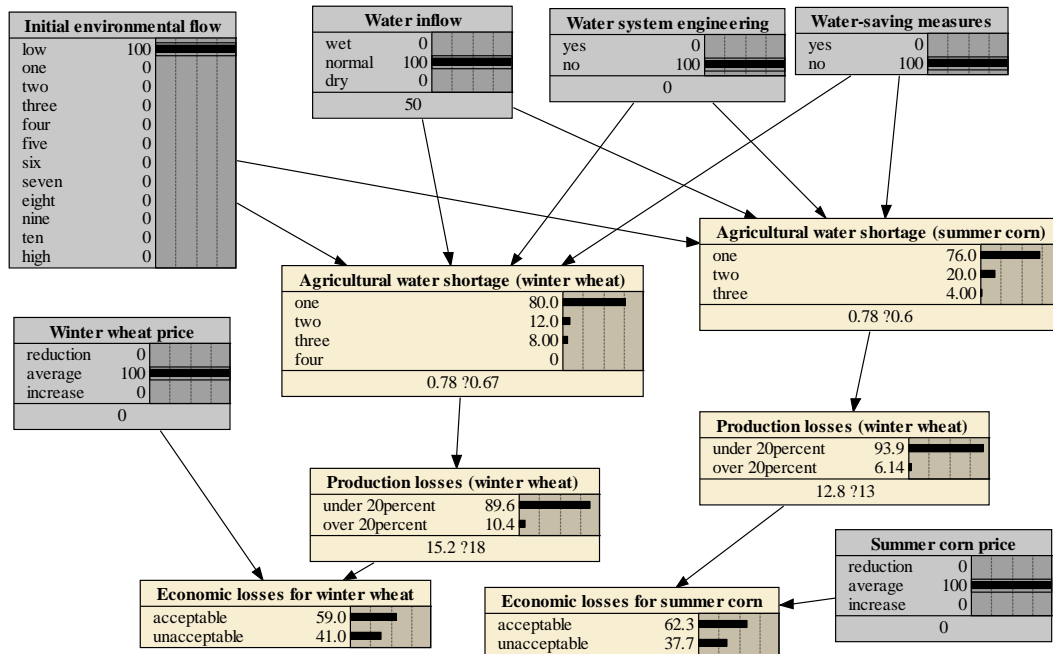 Initial environmental flow
low 100
one 0
two 0
three 0
four 0
five 0
six 0
seven 0
eight 0
nine 0
ten 0
high 0
Water inflow
wet 0
normal 100
dry 0
50
Water system engineering
yes 0
no 100
0
Water-saving measures
yes 0
no 100
Agricultural water shortage (summer corn)
one 76.0
two 20.0
three 4.00
0.78 ?0.6
Agricultural water shortage (winter wheat)
one 80.0
two 12.0
three 8.00
four 0
0.78 ?0.67
Winter wheat price
reduction 0
average 100
increase 0
0
Production losses (winter wheat)
under 20percent 93.9
over 20percent 6.14
12.8 ?13
Production losses (winter wheat)
under 20percent 89.6
over 20percent 10.4
15.2 ?18
Summer corn price
reduction 0
average 100
increase 0
0
Economic losses for winter wheat
acceptable 59.0
unacceptable 41.0
Economic losses for summer corn
acceptable 62.3
unacceptable 37.7